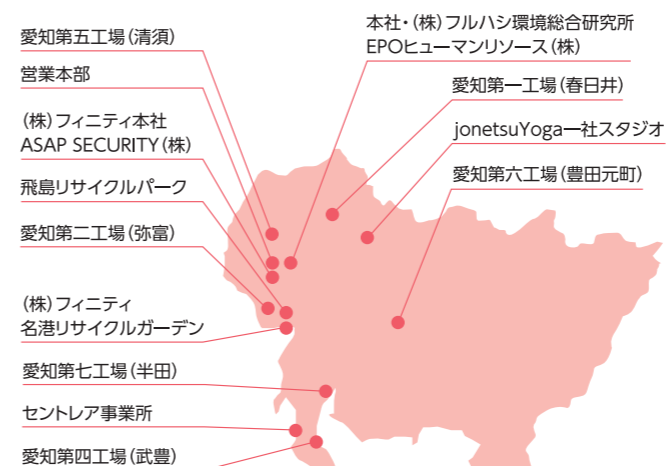 愛知第五工場(清須)
営業本部
(株)フィニティ本社
ASAP SECURITY(株)
飛島リサイクルパーク
愛知第二工場(弥富)
(株)フィニティ
名港リサイクルガーデン
愛知第七工場(半田)
セントレア事業所
愛知第四工場(武豊)
本社・(株)フルハシ環境総合研究所
EPOヒューマンリソース(株)
愛知第一工場(春日井)
jonetsuYoga一社スタジオ
愛知第六工場(豊田元町)